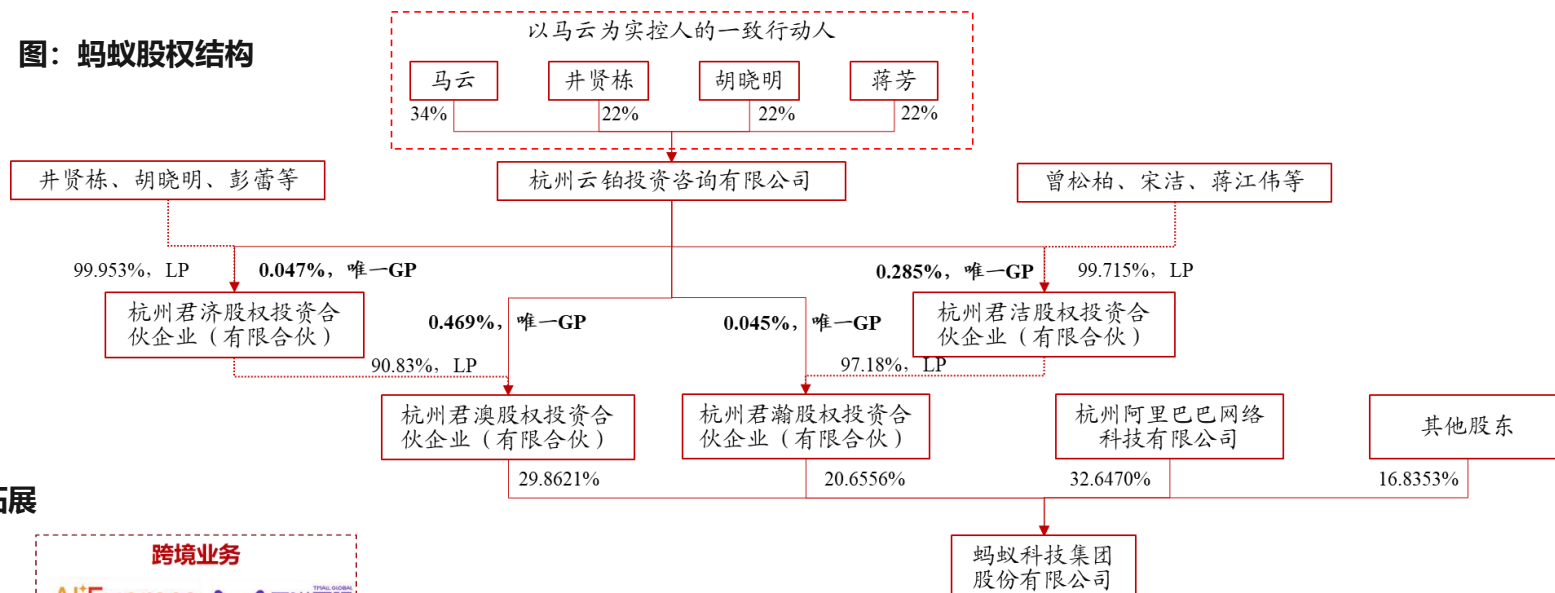 图：蚂蚁股权结构
以马云为实控人的一致行动人
马云
井贤栋
胡晓明
蒋芳
34%
22%
22%
22%
井贤栋、胡晓明、彭蕾等
杭州云铂投资咨询有限公司
曾松柏、宋洁、蒋江伟等
99.953%，LP
0.047%，唯一GP
0.285%，唯一GP
99.715%，LP
杭州君济股权投资合
伙企业（有限合伙）
0.469%，唯一GP
0.045%，唯一GP
杭州君洁股权投资合
伙企业（有限合伙）
90.83%，LP
97.18%，LP
杭州君澳股权投资合
伙企业（有限合伙）
杭州君瀚股权投资合
伙企业（有限合伙）
杭州阿里巴巴网络
科技有限公司
其他股东
29.8621%
20.6556%
32.6470%
16.8353%
展
蚂蚁科技集团
股份有限公司
跨境业务
TMALL GLOBAL